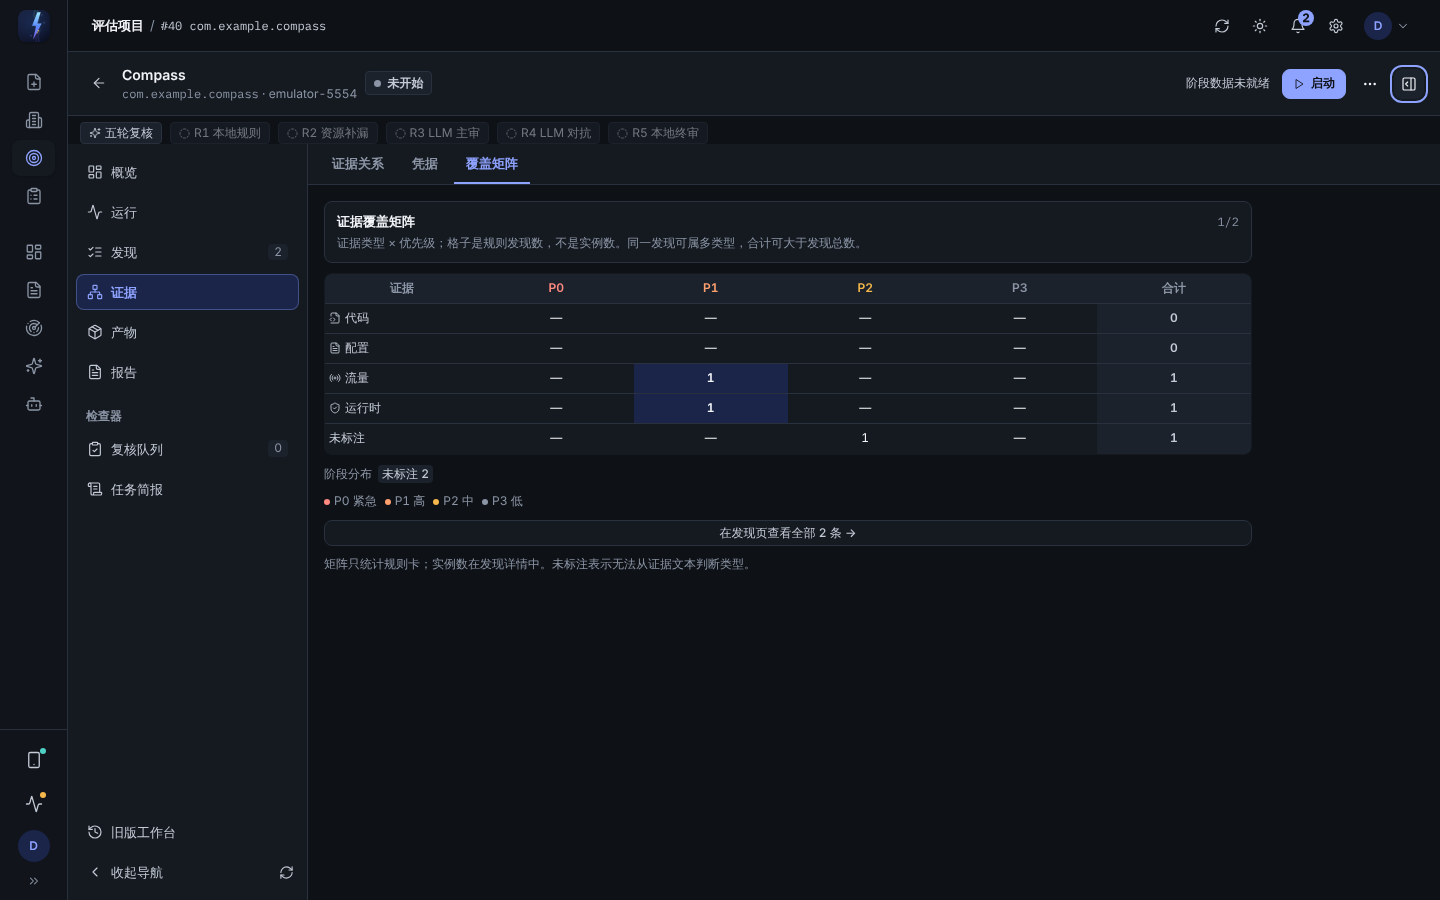 评估项目 / #40 com.example.compass
2
D
Compass
com.example.compass · emulator-5554
未开始
阶段数据未就绪
启动
五轮复核
R1 本地规则
R2 资源补漏
R3 LLM 主审
R4 LLM 对抗
R5 本地终审
概览
运行
发现 2
证据
产物
报告
检查器
复核队列 0
任务简报
旧版工作台
收起导航
D
证据关系 凭据 覆盖矩阵
证据覆盖矩阵 1/2
证据类型 × 优先级；格子是规则发现数，不是实例数。同一发现可属多类型，合计可大于发现总数。
证据 P0 P1 P2 P3 合计
代码 — — — — 0
配置 — — — — 0
流量 — 1 — — 1
运行时 — 1 — — 1
未标注 — — 1 — 1
阶段分布 未标注 2
P0 紧急 P1 高 P2 中 P3 低
在发现页查看全部 2 条 →
矩阵只统计规则卡；实例数在发现详情中。未标注表示无法从证据文本判断类型。